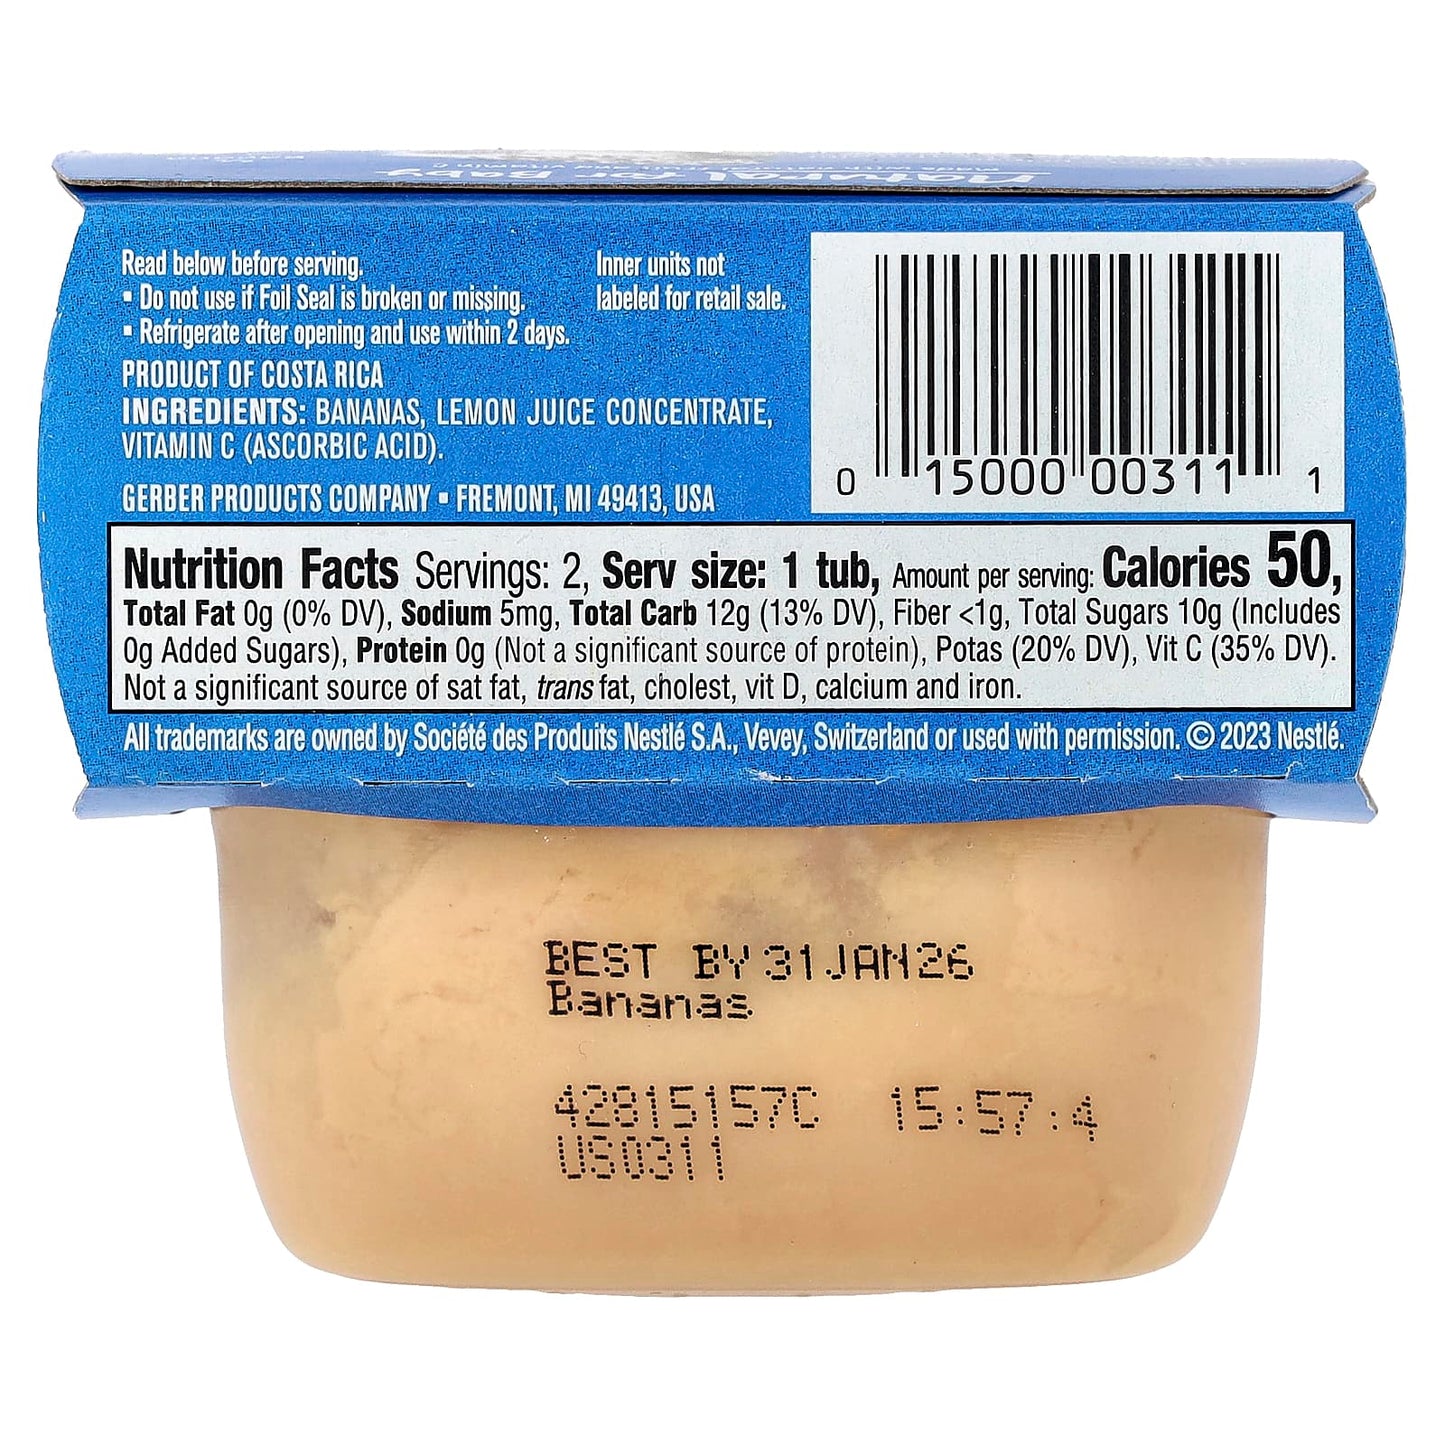 Natural for Baby
Read below before serving.
• Do not use if Foil Seal is broken or missing.
• Refrigerate after opening and use within 2 days.
Inner units not
labeled for retail sale.
PRODUCT OF COSTA RICA
INGREDIENTS: BANANAS, LEMON JUICE CONCENTRATE,
VITAMIN C (ASCORBIC ACID).
GERBER PRODUCTS COMPANY ▪ FREMONT, MI 49413, USA
0 15000 00311 1
Nutrition Facts Servings: 2, Serv size: 1 tub, Amount per serving: Calories 50,
Total Fat 0g (0% DV), Sodium 5mg, Total Carb 12g (13% DV), Fiber <1g, Total Sugars 10g (Includes
0g Added Sugars), Protein 0g (Not a significant source of protein), Potas (20% DV), Vit C (35% DV).
Not a significant source of sat fat, trans fat, cholest, vit D, calcium and iron.
All trademarks are owned by Société des Produits Nestlé S.A., Vevey, Switzerland or used with permission. © 2023 Nestlé.
BEST BY 31JAN26
Bananas
42815157C 15:57:4
US0311